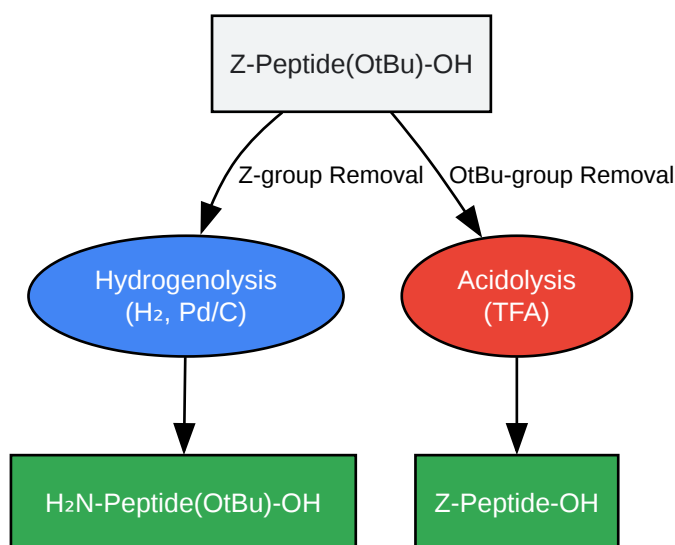 Z-Peptide(OtBu)-OH
Z-group Removal
OtBu-group Removal
Hydrogenolysis
(H₂, Pd/C)
Acidolysis
(TFA)
H₂N-Peptide(OtBu)-OH
Z-Peptide-OH